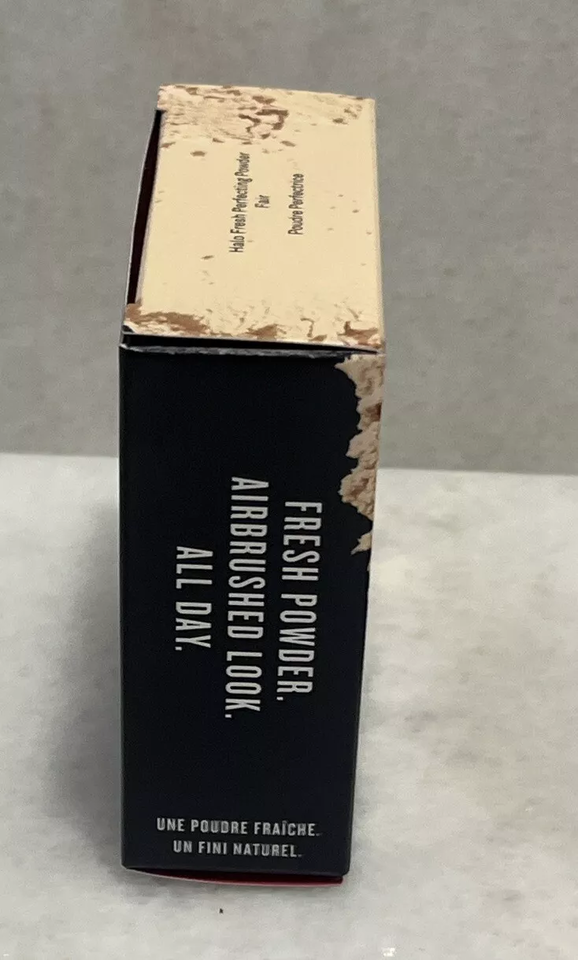 Halo Fresh Perfecting Powder
Fair
Poudre Perfectrice
FRESH POWDER.
AIRBRUSHED LOOK.
ALL DAY.
UNE POUDRE FRAÎCHE.
UN FINI NATUREL.